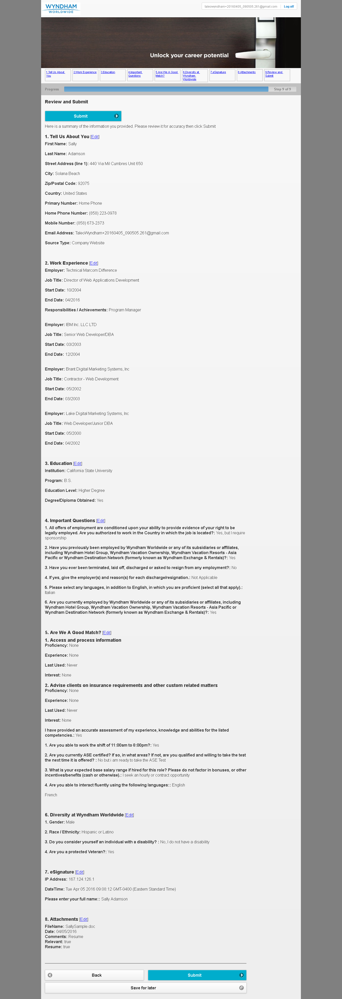 WYNDHAM
WORLDWIDE
taleowyndham+20160405_090505.261@gmail.com
Log off
Unlock your career potential
1.Tell Us About
You
2.Work Experience
3.Education
4.Important
Questions
5.Are We A Good
Match?
6.Diversity at
Wyndham
Worldwide
7.eSignature
8.Attachments
9.Review and
Submit
Progress
Step 9 of 9
Review and Submit
Submit
Here is a summary of the information you provided. Please review it for accuracy then click Submit
1. Tell Us About You [Edit]
First Name: Sally
Last Name: Adamson
Street Address (line 1): 440 Via Mil Cumbres Unit 650
City: Solana Beach
Zip/Postal Code: 92075
Country: United States
Primary Number: Home Phone
Home Phone Number: (858) 223-0978
Mobile Number: (858) 673-2373
Email Address: TaleoWyndham+20160405_090505.261@gmail.com
Source Type: Company Website
2. Work Experience [Edit]
Employer: Technical Marcom Difference
Job Title: Director of Web Applications Development
Start Date: 10/2004
End Date: 04/2016
Responsibilities / Achievements: Program Manager
Employer: IBM Inc. LLC LTD
Job Title: Senior Web Developer/DBA
Start Date: 03/2003
End Date: 12/2004
Employer: Brant Digital Marketing Systems, Inc
Job Title: Contractor - Web Development
Start Date: 05/2002
End Date: 03/2003
Employer: Lake Digital Marketing Systems, Inc
Job Title: Web Developer/Junior DBA
Start Date: 05/2000
End Date: 04/2002
3. Education [Edit]
Institution: California State University
Program: B.S.
Education Level: Higher Degree
Degree/Diploma Obtained: Yes
4. Important Questions [Edit]
1. All offers of employment are conditioned upon your ability to provide evidence of your right to be
legally employed. Are you authorized to work in the Country in which the job is located?: Yes, but I require
sponsorship
2. Have you previously been employed by Wyndham Worldwide or any of its subsidiaries or affiliates,
including Wyndham Hotel Group, Wyndham Vacation Ownership, Wyndham Vacation Resorts - Asia
Pacific or Wyndham Destination Network (formerly known as Wyndham Exchange & Rentals)?: Yes
3. Have you ever been terminated, laid off, discharged or asked to resign from any employment?: No
4. If yes, give the employer(s) and reason(s) for each discharge/resignation.: Not Applicable
5. Please select any languages, in addition to English, in which you are proficient (select all that apply).:
Italian
6. Are you currently employed by Wyndham Worldwide or any of its subsidiaries or affiliates, including
Wyndham Hotel Group, Wyndham Vacation Ownership, Wyndham Vacation Resorts - Asia Pacific or
Wyndham Destination Network (formerly known as Wyndham Exchange & Rentals)?: Yes
5. Are We A Good Match? [Edit]
1. Access and process information
Proficiency: None
Experience: None
Last Used: Never
Interest: None
2. Advise clients on insurance requirements and other custom related matters
Proficiency: None
Experience: None
Last Used: Never
Interest: None
I have provided an accurate assessment of my experience, knowledge and abilities for the listed
competencies.: Yes
1. Are you able to work the shift of 11:00am to 8:00pm?: Yes
2. Are you currently ASE certified? If so, in what areas? If not, are you qualified and willing to take the test
the next time it is offered? : No but i am ready to take the ASE Test
3. What is your expected base salary range if hired for this role? Please do not factor in bonuses, or other
incentives/benefits (cash or otherwise).: I seek an hourly or contract opportunity
4. Are you able to interact fluently using the following languages:: English
French
6. Diversity at Wyndham Worldwide [Edit]
1. Gender: Male
2. Race / Ethnicity: Hispanic or Latino
3. Do you consider yourself an individual with a disability? : No, I do not have a disability
4. Are you a protected Veteran?: Yes
7. eSignature [Edit]
IP Address: 167.124.126.1
DateTime: Tue Apr 05 2016 09:08:12 GMT-0400 (Eastern Standard Time)
Please enter your full name:: Sally Adamson
8. Attachments [Edit]
FileName: SallySample.doc
Date: 04/05/2016
Comments: Resume
Relevant: true
Resume: true
Back
Submit
Save for later